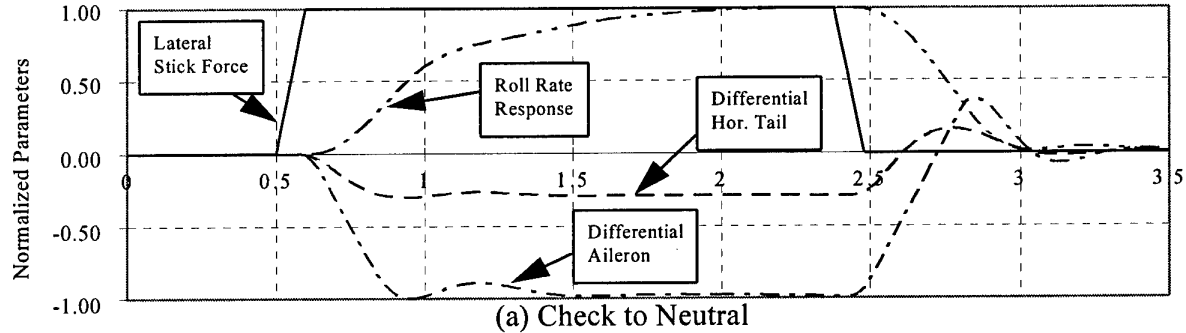 Normalized Parameters
1.00
0.50
0.00
-0.50
-1.00
Lateral
Stick Force
Roll Rate
Response
Differential
Hor. Tail
Differential
Aileron
0 0 5 1 1 5 2 2 5 3 3 5
(a) Check to Neutral